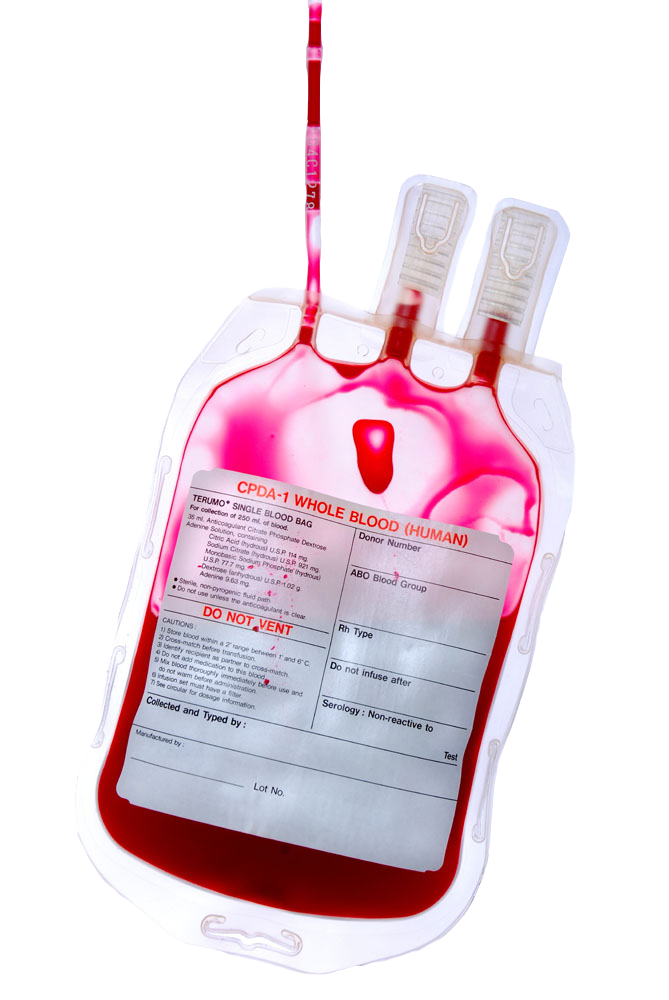 CPDA-1 WHOLE BLOOD (HUMAN)
TERUMO® SINGLE BLOOD BAG
For collection of 250 ml. of blood.
35 ml. Anticoagulant Citrate Phosphate Dextrose
Adenine Solution, containing
Citric Acid (hydrous) U.S.P. 114 mg.
Sodium Citrate (hydrous) U.S.P. 921 mg.
Monobasic Sodium Phosphate (hydrous)
U.S.P. 77.7 mg.
Dextrose (anhydrous) U.S.P. 1.02 g.
Adenine 9.63 mg.
● Sterile, non-pyrogenic fluid path.
● Do not use unless the anticoagulant is clear.
DO NOT VENT
CAUTIONS :
1) Store blood within a 2° range between 1° and 6°C.
2) Cross-match before transfusion.
3) Identify recipient as partner to cross-match.
4) Do not add medication to this blood.
5) Mix blood thoroughly immediately before use and
do not warm before administration.
6) Infusion set must have a filter.
7) See circular for dosage information.
Donor Number
ABO Blood Group
Rh Type
Do not infuse after
Serology : Non-reactive to
Test
Collected and Typed by :
Manufactured by :
Lot No.